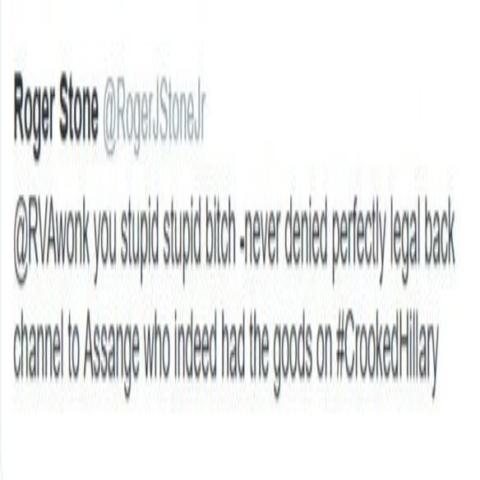 Roger Stone @RogerJStoneJr
@RVAwonk you stupid stupid bitch -never denied perfectly legal back
channel to Assange who indeed had the goods on #CrookedHillary